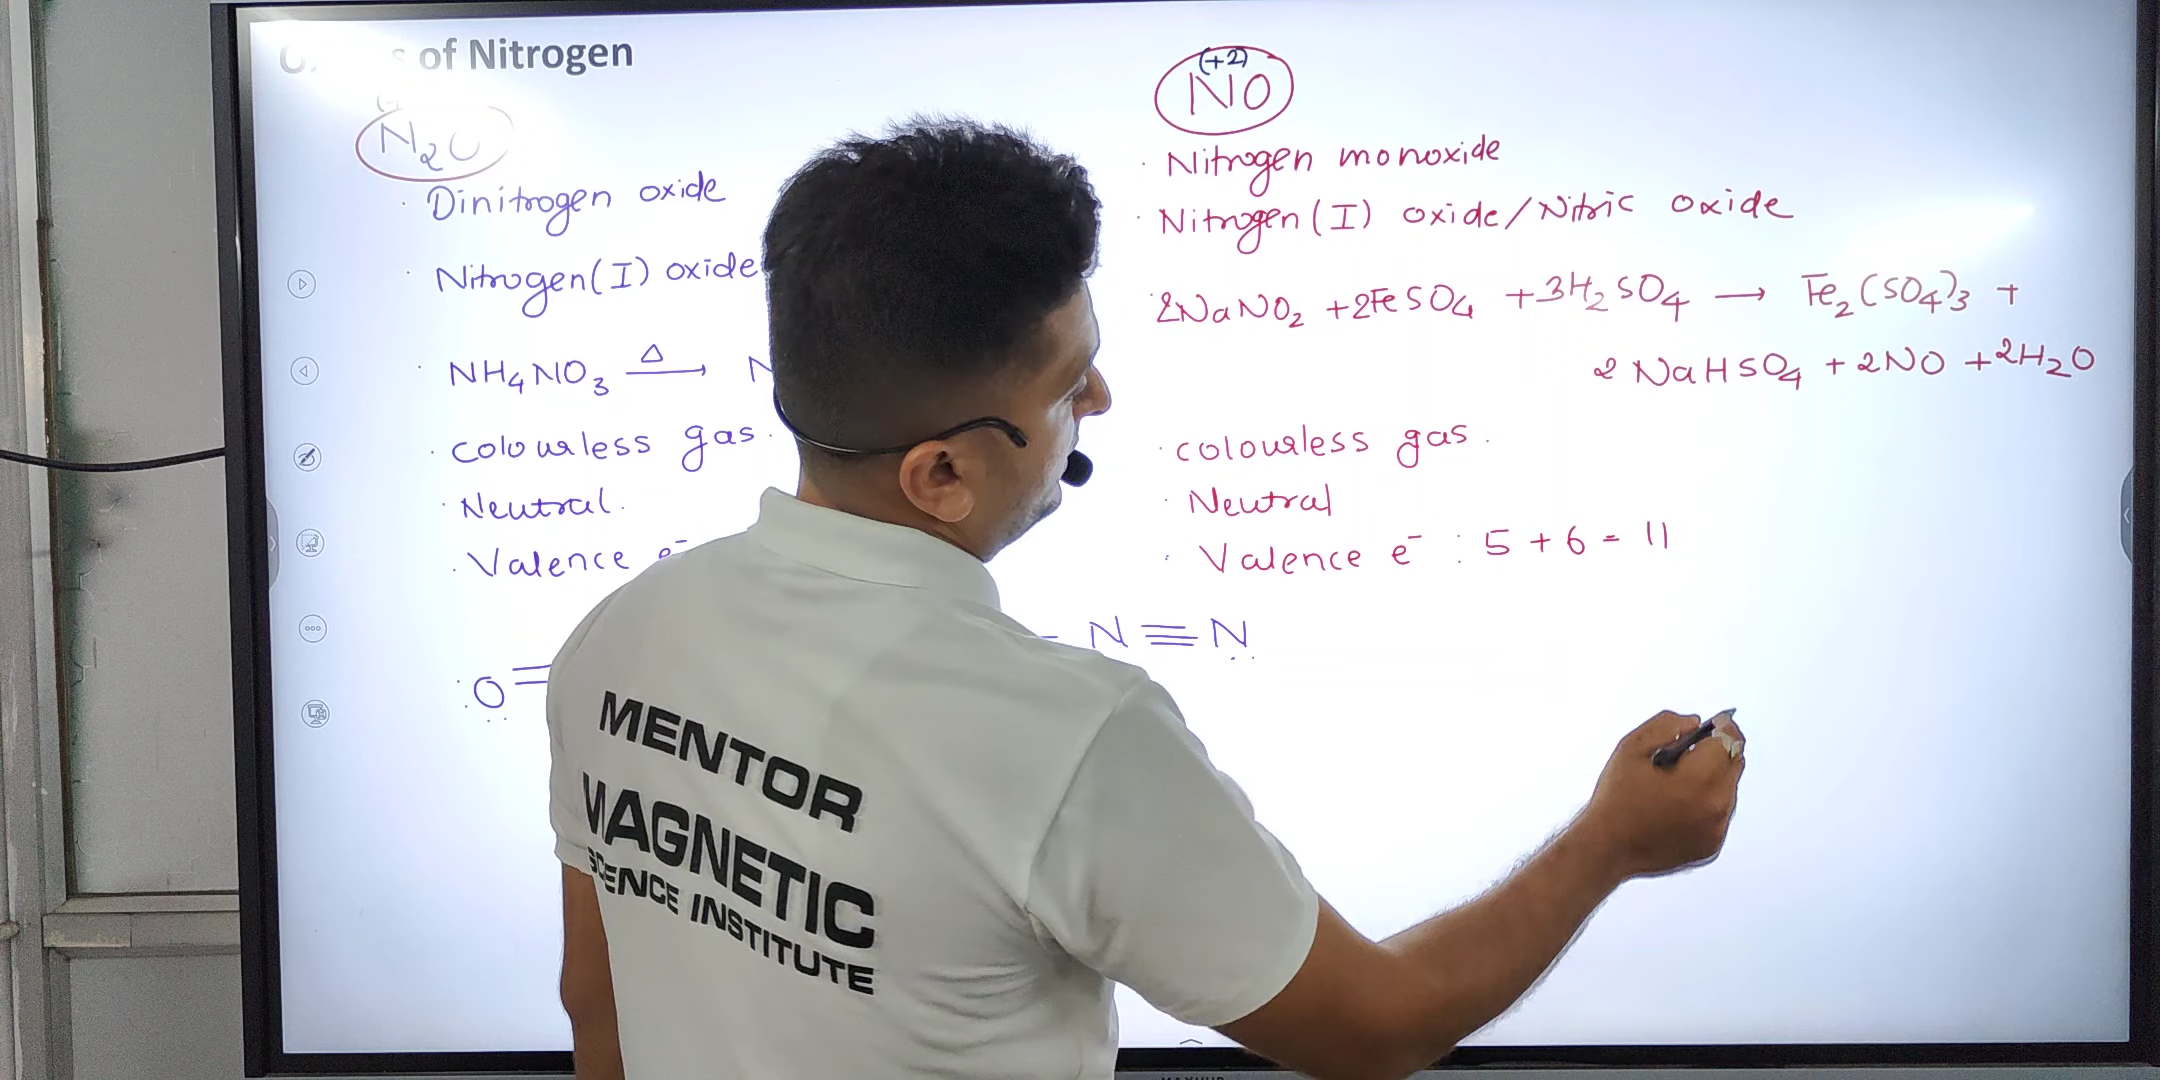 of Nitrogen
N₂O
Dinitrogen oxide
Nitrogen(I) oxide
NH₄NO₃ —Δ→ N
colourless gas.
Neutral.
Valence e⁻
:O=
- N≡N
(+2)
NO
Nitrogen monoxide
Nitrogen(I) oxide/Nitric oxide
2NaNO₂ +2FeSO₄ +3H₂SO₄ → Fe₂(SO₄)₃ +
2 NaHSO₄ + 2NO +2H₂O
colourless gas.
Neutral
Valence e⁻ : 5 + 6 = 11
MENTOR
MAGNETIC
SCIENCE INSTITUTE